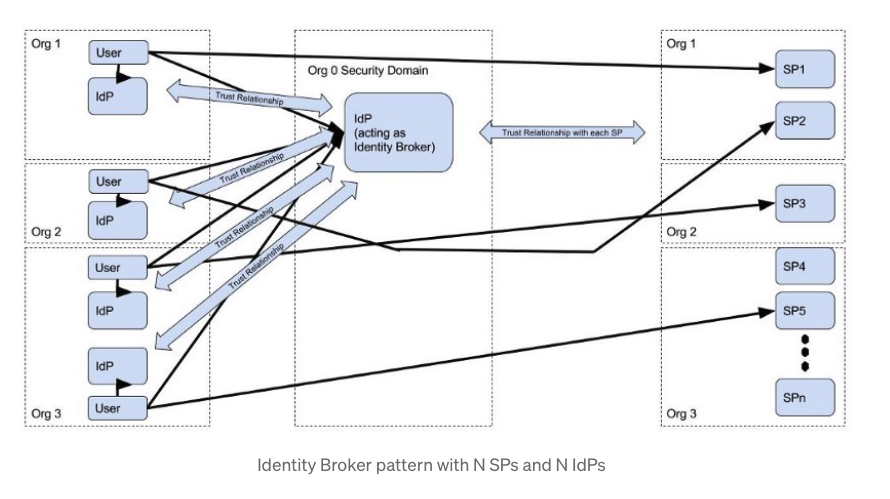 Org 1
User
IdP
Trust Relationship
Org 0 Security Domain
IdP
(acting as
Identity Broker)
Trust Relationship with each SP
Org 1
SP1
SP2
User
IdP
Org 2
Trust Relationship
SP3
Org 2
User
IdP
Trust Relationship
IdP
User
Org 3
Trust Relationship
SP4
SP5
SPn
Org 3
Identity Broker pattern with N SPs and N IdPs